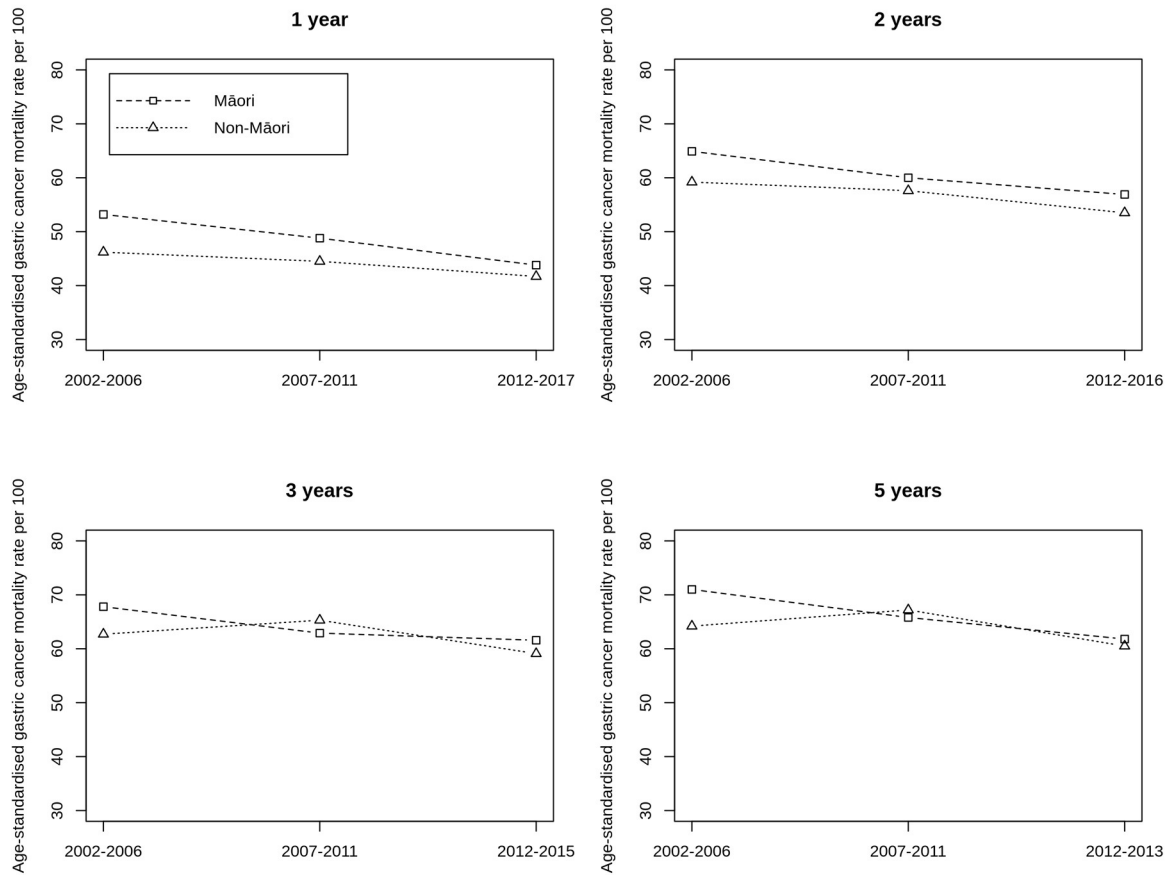 1 year
Age-standardised gastric cancer mortality rate per 100
80
70
60
50
40
30
Māori
Non-Māori
2002-2006 2007-2011 2012-2017
2 years
Age-standardised gastric cancer mortality rate per 100
80
70
60
50
40
30
2002-2006 2007-2011 2012-2016
3 years
Age-standardised gastric cancer mortality rate per 100
80
70
60
50
40
30
2002-2006 2007-2011 2012-2015
5 years
Age-standardised gastric cancer mortality rate per 100
80
70
60
50
40
30
2002-2006 2007-2011 2012-2013